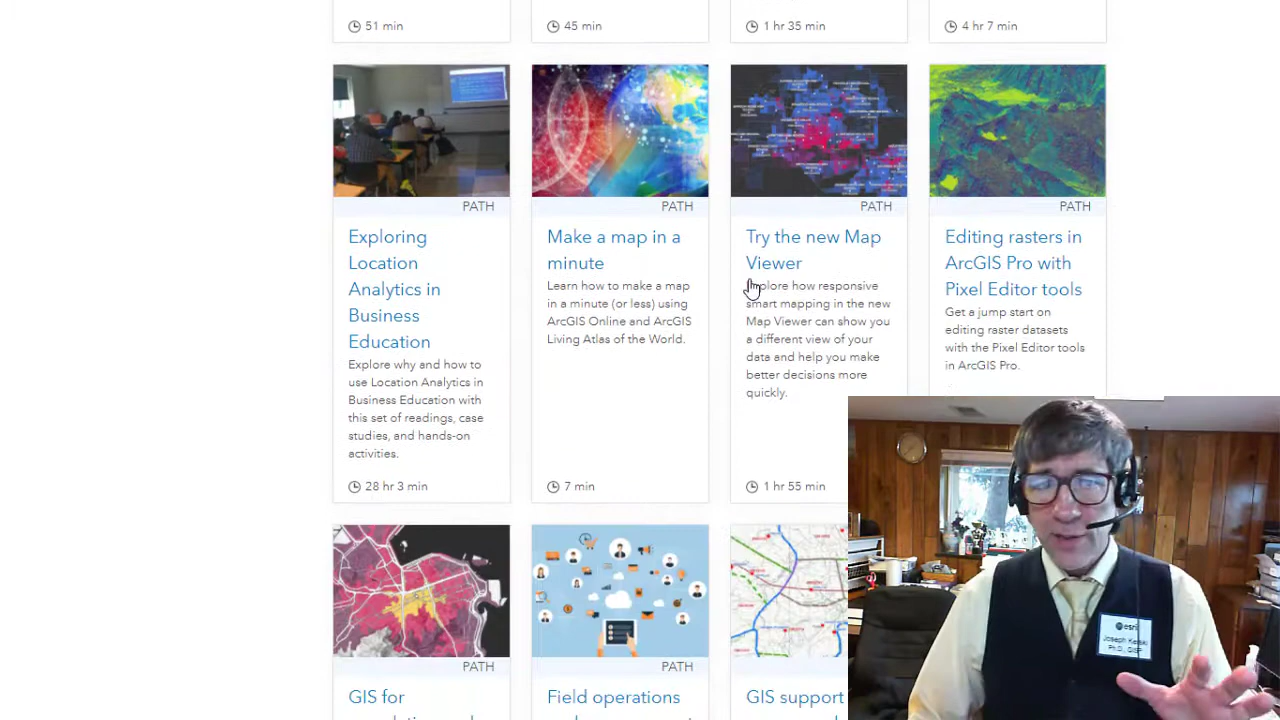 51 min
45 min
1 hr 35 min
4 hr 7 min
PATH
PATH
PATH
PATH
Exploring
Location
Analytics in
Business
Education
Explore why and how to
use Location Analytics in
Business Education with
this set of readings, case
studies, and hands-on
activities.
28 hr 3 min
Make a map in a
minute
Learn how to make a map
in a minute (or less) using
ArcGIS Online and ArcGIS
Living Atlas of the World.
7 min
Try the new Map
Viewer
how responsive
smart mapping in the new
Map Viewer can show you
a different view of your
data and help you make
better decisions more
quickly.
1 hr 55 min
Editing rasters in
ArcGIS Pro with
Pixel Editor tools
Get a jump start on
editing raster datasets
with the Pixel Editor tools
in ArcGIS Pro.
PATH
PATH
GIS for
Field operations
GIS support
esri
Joseph